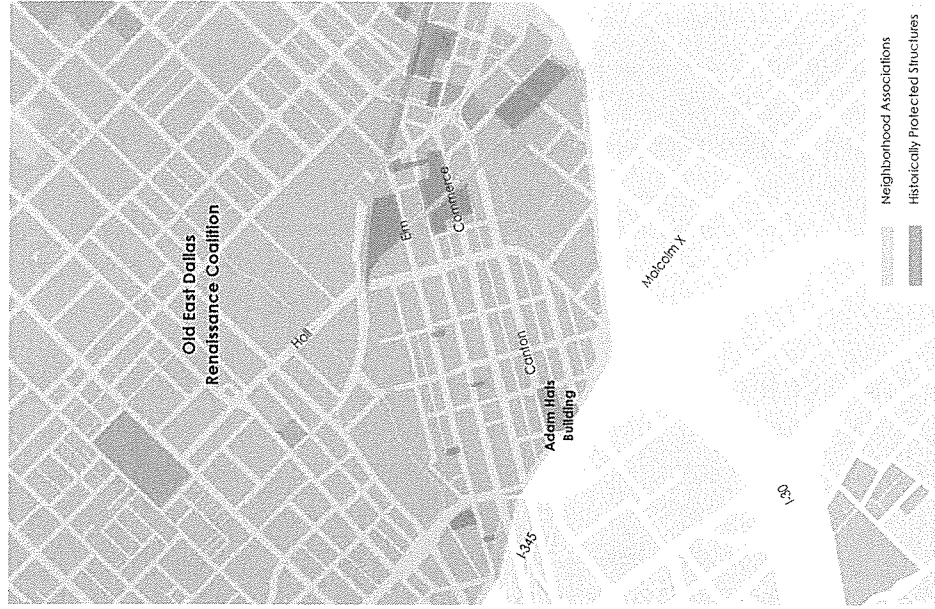 Old East Dallas
Renaissance Coalition
Holl
Elm
Commerce
Canton
Adam Hats
Building
Malcolm X
I-345
I-30
Neighborhood Associations
Historically Protected Structures